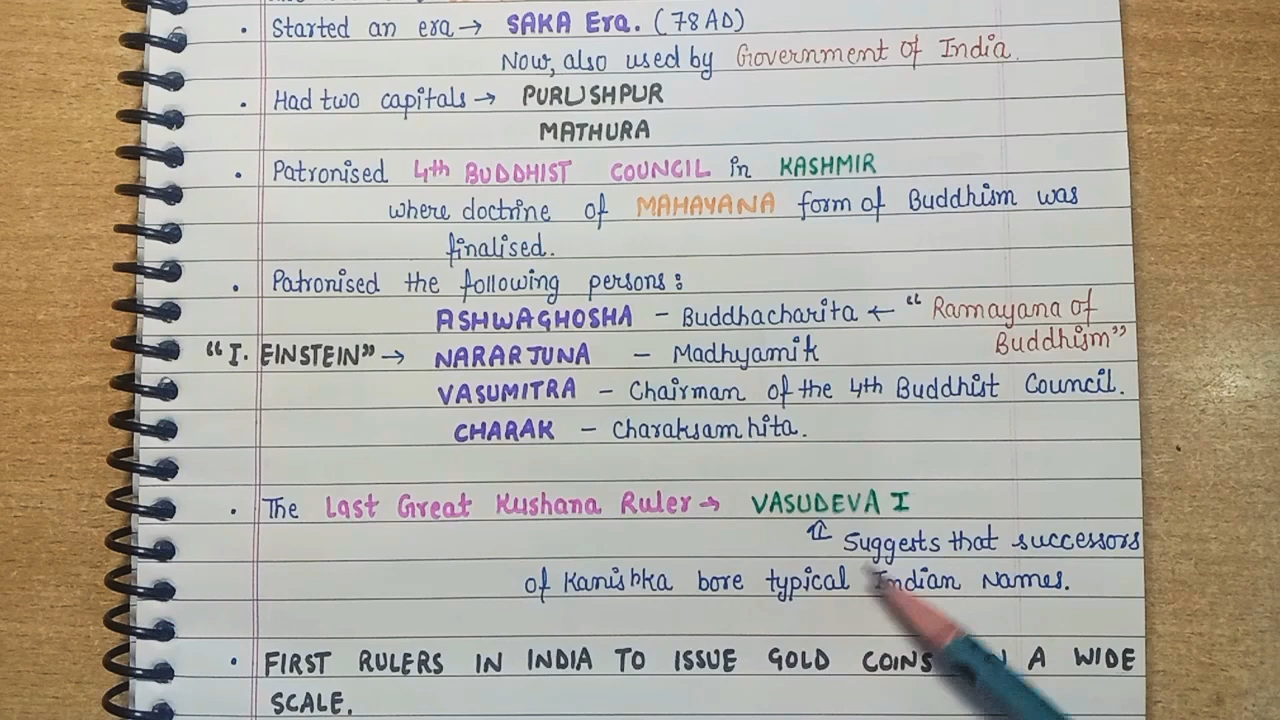 • Started an era → SAKA Era. (78 AD)
Now, also used by Government of India.
• Had two capitals → PURUSHPUR
MATHURA
• Patronised 4th BUDDHIST COUNCIL in KASHMIR
where doctrine of MAHAYANA form of Buddhism was
finalised.
• Patronised the following persons:
ASHWAGHOSHA – Buddhacharita ← "Ramayana of
Buddhism"
"I. EINSTEIN" → NARARJUNA – Madhyamik
VASUMITRA – Chairman of the 4th Buddhist Council.
CHARAK – Charaksamhita.
• The Last Great Kushana Ruler → VASUDEVA I
⇑ Suggests that successors
of Kanishka bore typical Indian Names.
• FIRST RULERS IN INDIA TO ISSUE GOLD COINS A WIDE
SCALE.